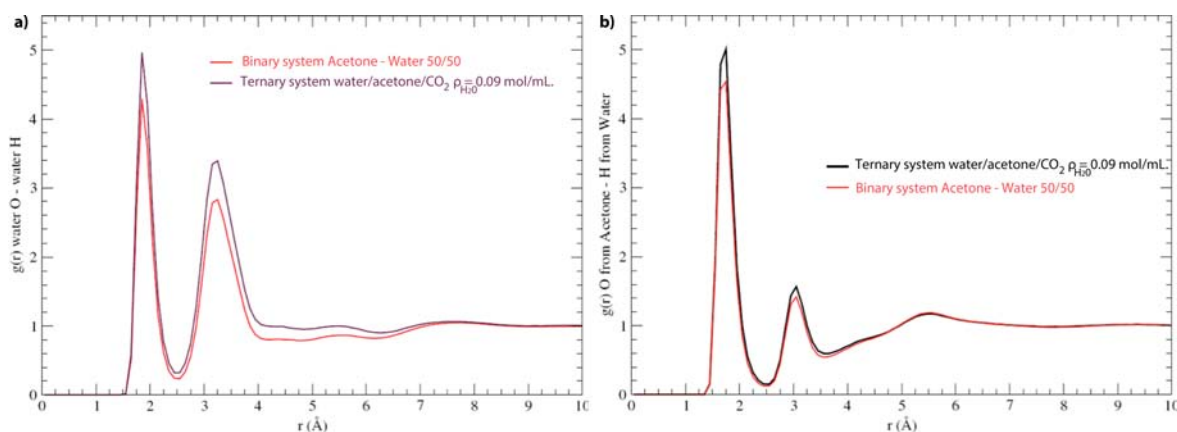 a)
5
4
3
2
1
0
g(r) water O - water H
Binary system Acetone - Water 50/50
Ternary system water/acetone/CO2 ρH2O=0.09 mol/mL.
0 1 2 3 4 5 6 7 8 9 10
r (Å)
b)
5
4
3
2
1
0
g(r) O from Acetone - H from Water
Ternary system water/acetone/CO2 ρH2O=0.09 mol/mL.
Binary system Acetone - Water 50/50
0 1 2 3 4 5 6 7 8 9 10
r (Å)